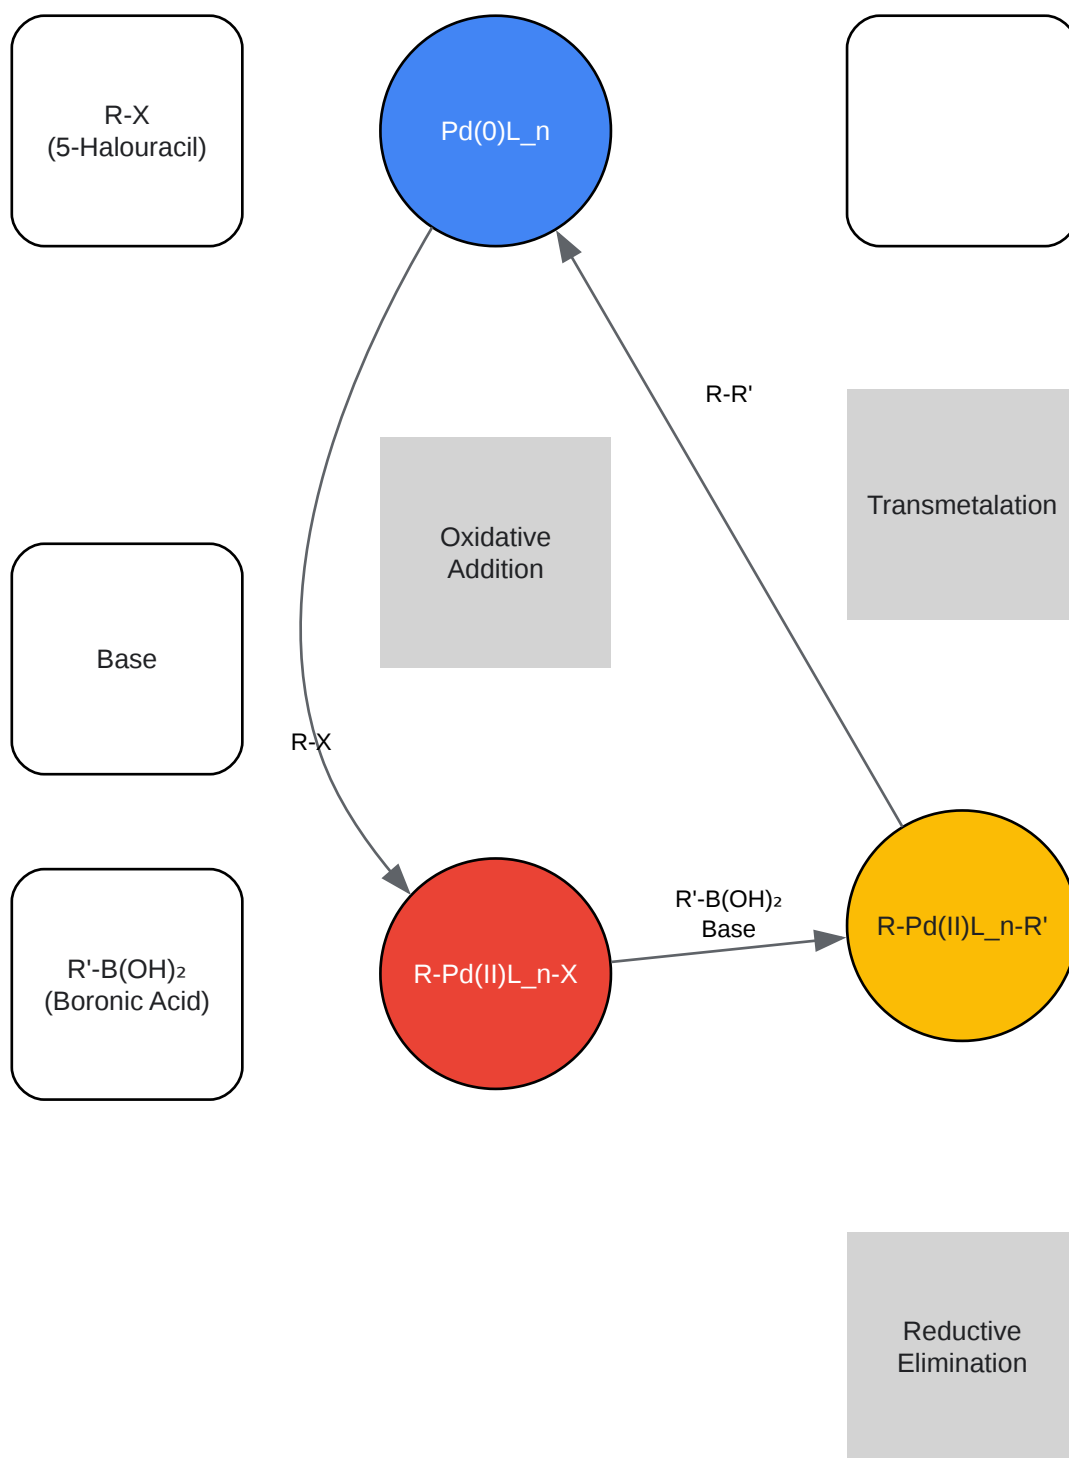 R-X
(5-Halouracil)
Pd(0)L_n
R-R'
Transmetalation
Oxidative
Addition
Base
R-X
R'-B(OH)₂
Base
R-Pd(II)L_n-R'
R'-B(OH)₂
(Boronic Acid)
R-Pd(II)L_n-X
Reductive
Elimination